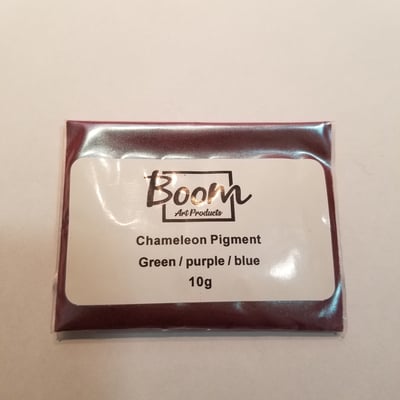 Boom
Art Products
Chameleon Pigment
Green / purple / blue
10g